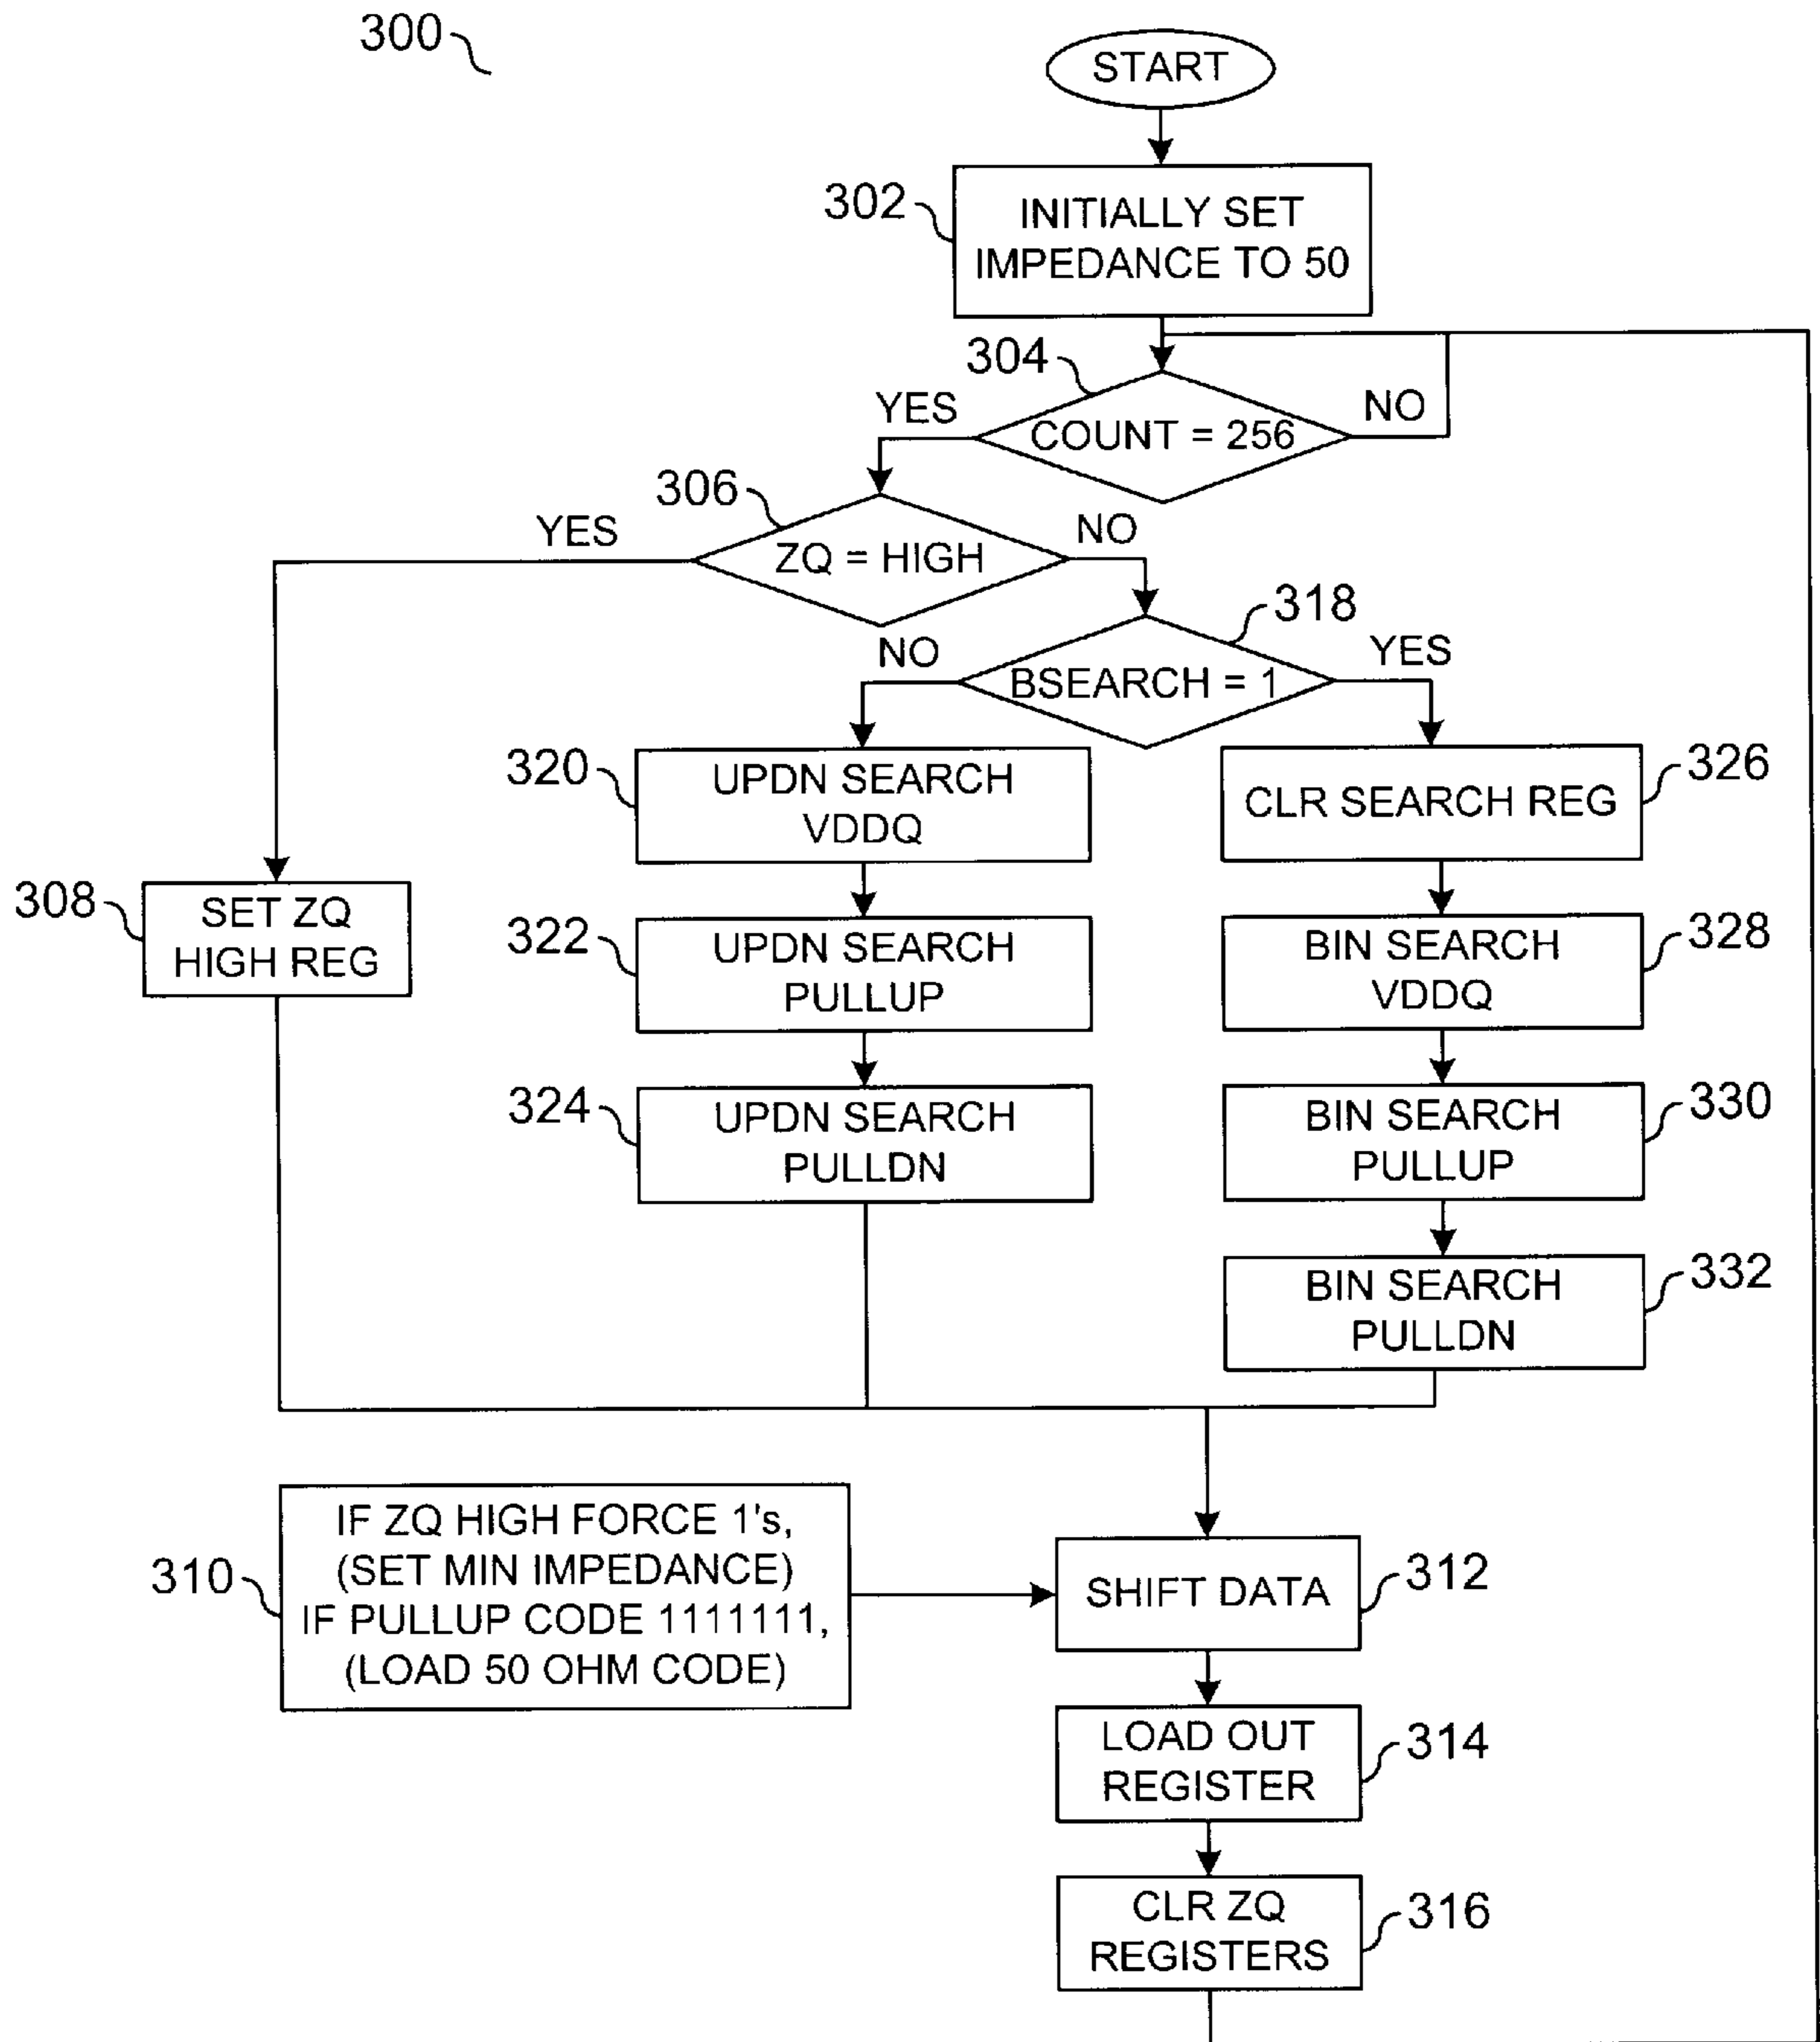 300
START
302
INITIALLY SET
IMPEDANCE TO 50
304
YES
NO
COUNT = 256
306
YES
NO
ZQ = HIGH
318
NO
YES
BSEARCH = 1
320
UPDN SEARCH
VDDQ
326
CLR SEARCH REG
308
SET ZQ
HIGH REG
322
UPDN SEARCH
PULLUP
328
BIN SEARCH
VDDQ
324
UPDN SEARCH
PULLDN
330
BIN SEARCH
PULLUP
332
BIN SEARCH
PULLDN
310
IF ZQ HIGH FORCE 1's,
(SET MIN IMPEDANCE)
IF PULLUP CODE 1111111,
(LOAD 50 OHM CODE)
312
SHIFT DATA
314
LOAD OUT
REGISTER
316
CLR ZQ
REGISTERS